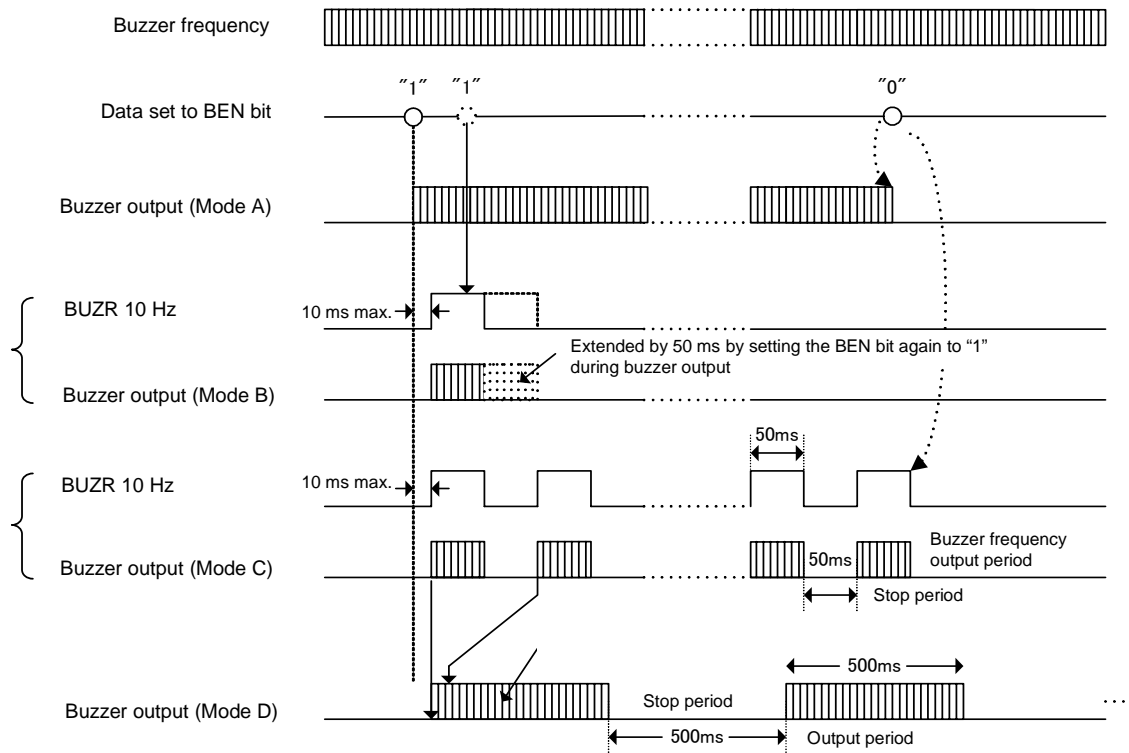 Buzzer frequency
″1″ ″1″ ″0″
Data set to BEN bit
Buzzer output (Mode A)
BUZR 10 Hz
10 ms max.
Extended by 50 ms by setting the BEN bit again to “1”
during buzzer output
Buzzer output (Mode B)
50ms
BUZR 10 Hz
10 ms max.
Buzzer frequency
output period
50ms
Buzzer output (Mode C)
Stop period
500ms
Stop period
Buzzer output (Mode D)
500ms
Output period